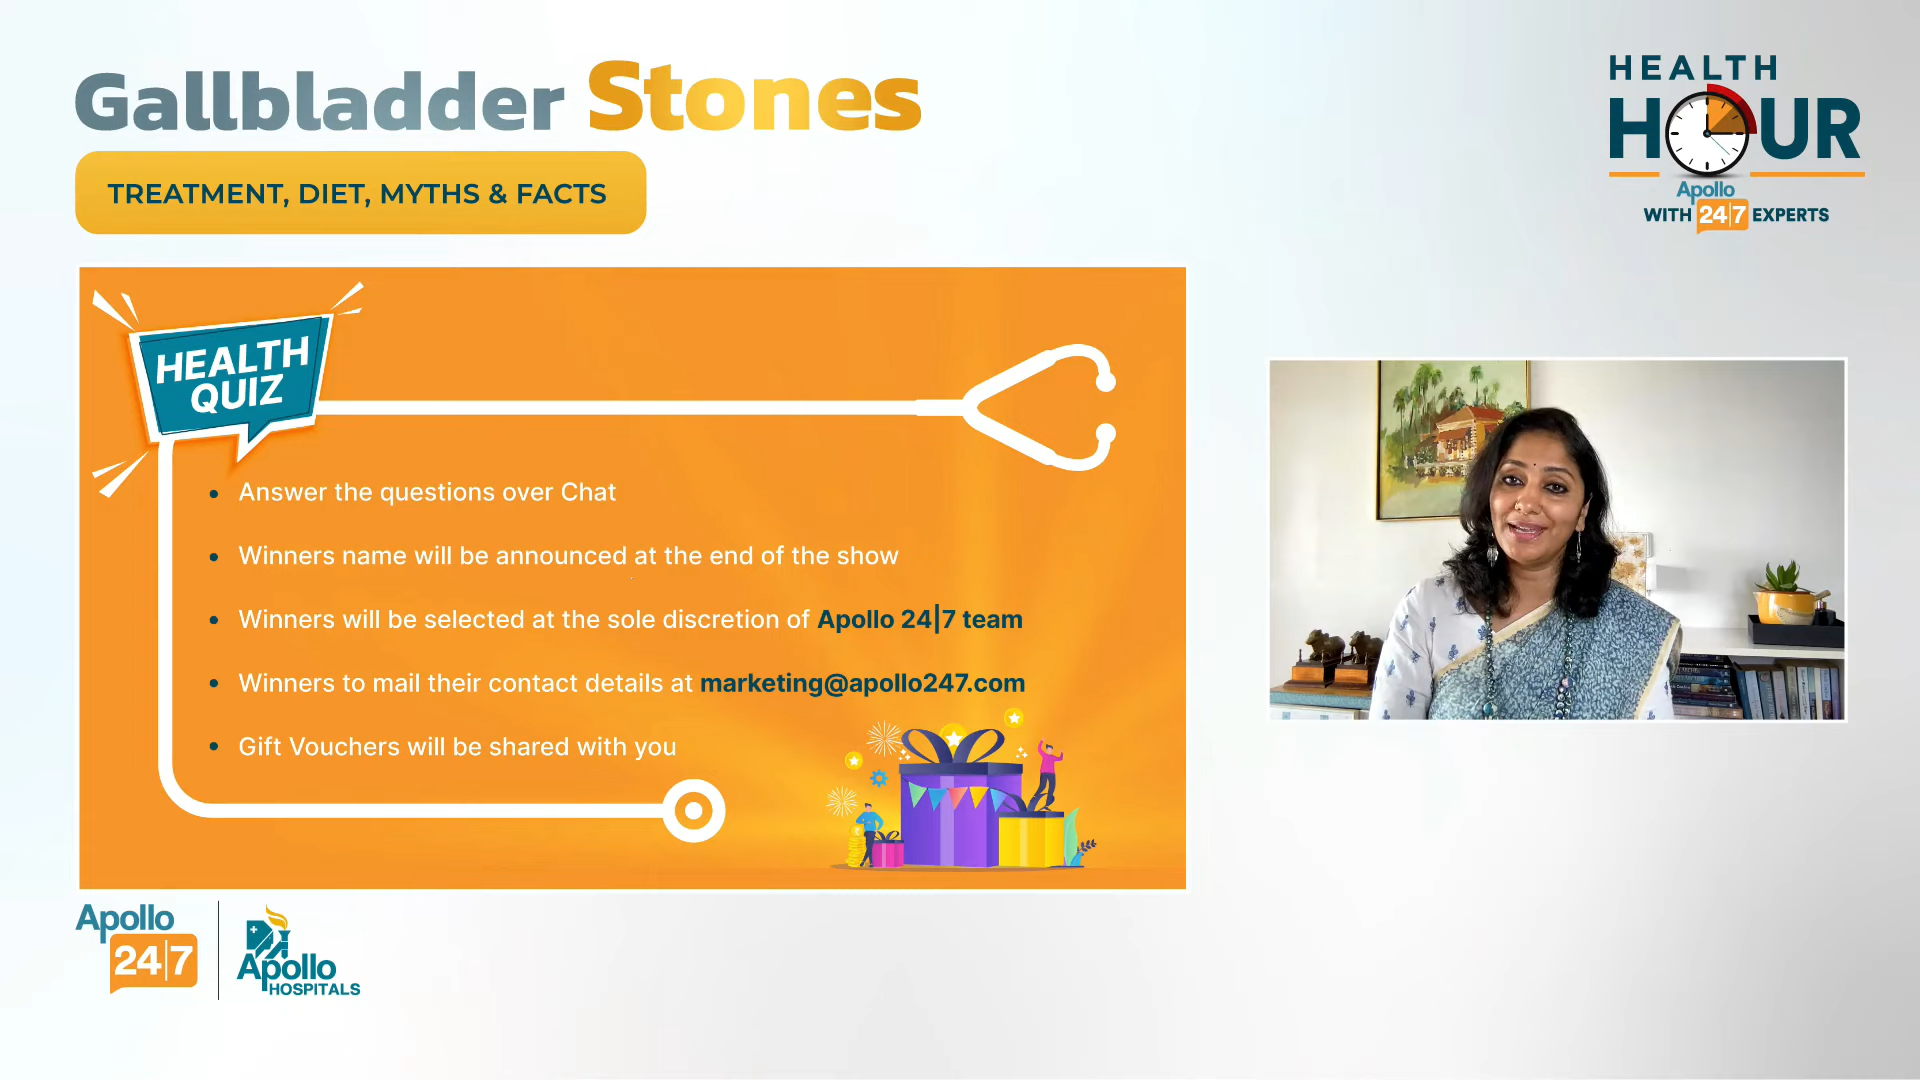 Gallbladder Stones
TREATMENT, DIET, MYTHS & FACTS
HEALTH
HOUR
Apollo
WITH 24|7 EXPERTS
HEALTH
QUIZ
Answer the questions over Chat
Winners name will be announced at the end of the show
Winners will be selected at the sole discretion of Apollo 24|7 team
Winners to mail their contact details at marketing@apollo247.com
Gift Vouchers will be shared with you
Apollo
24|7
Apollo
HOSPITALS